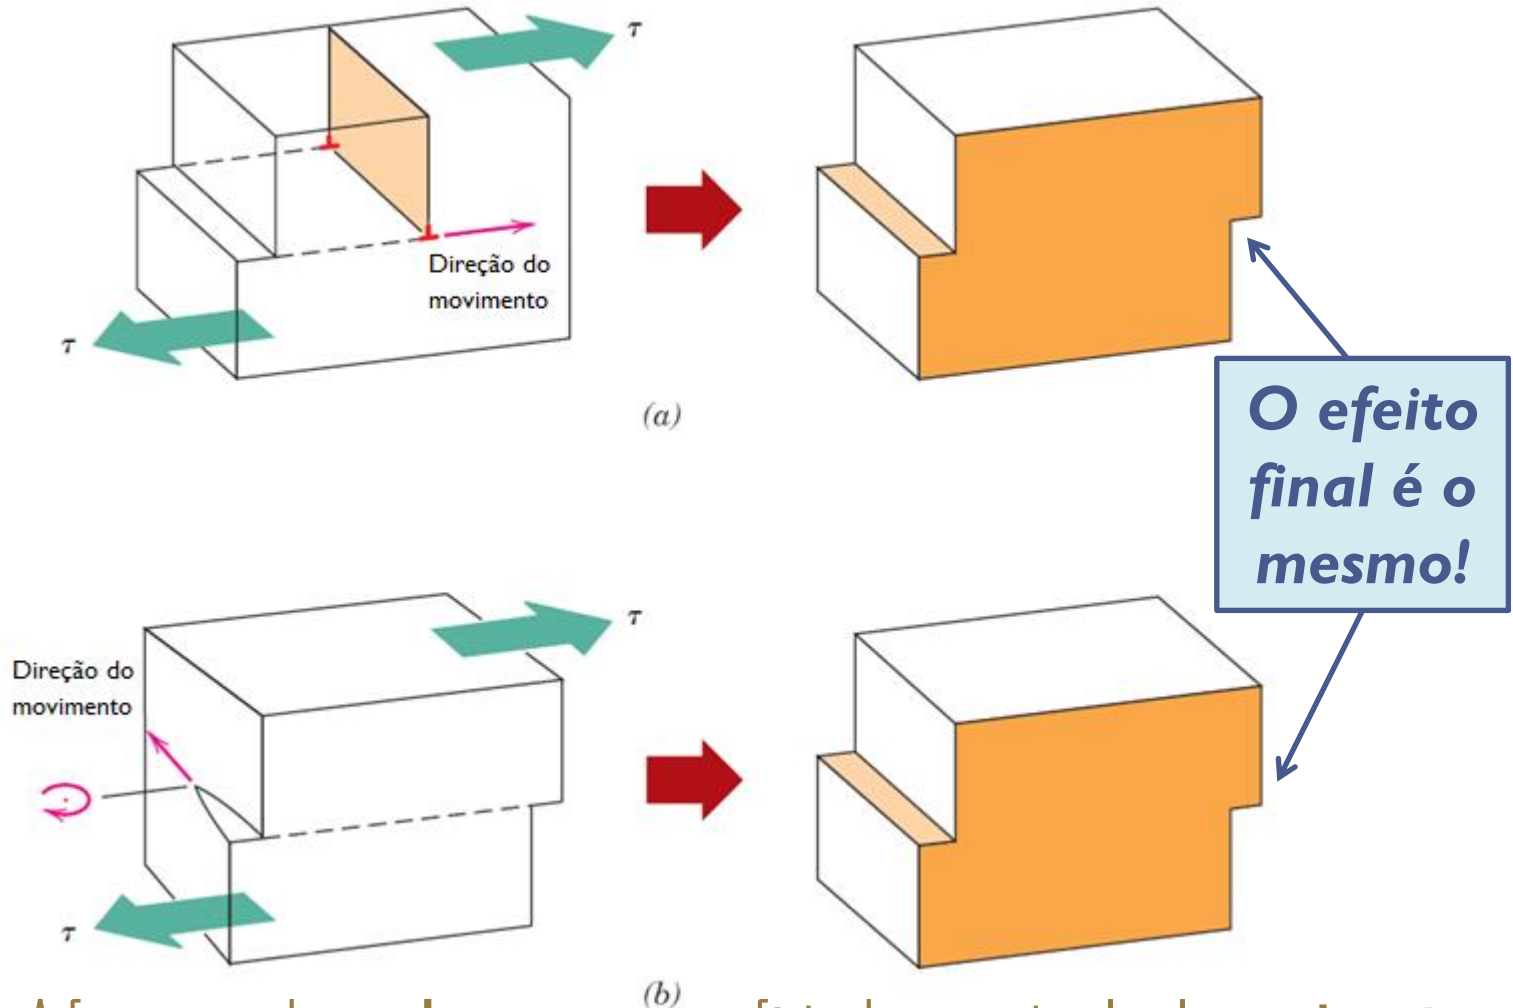 τ
Direção do
movimento
τ
(a)
O efeito
final é o
mesmo!
τ
Direção do
movimento
τ
(b)